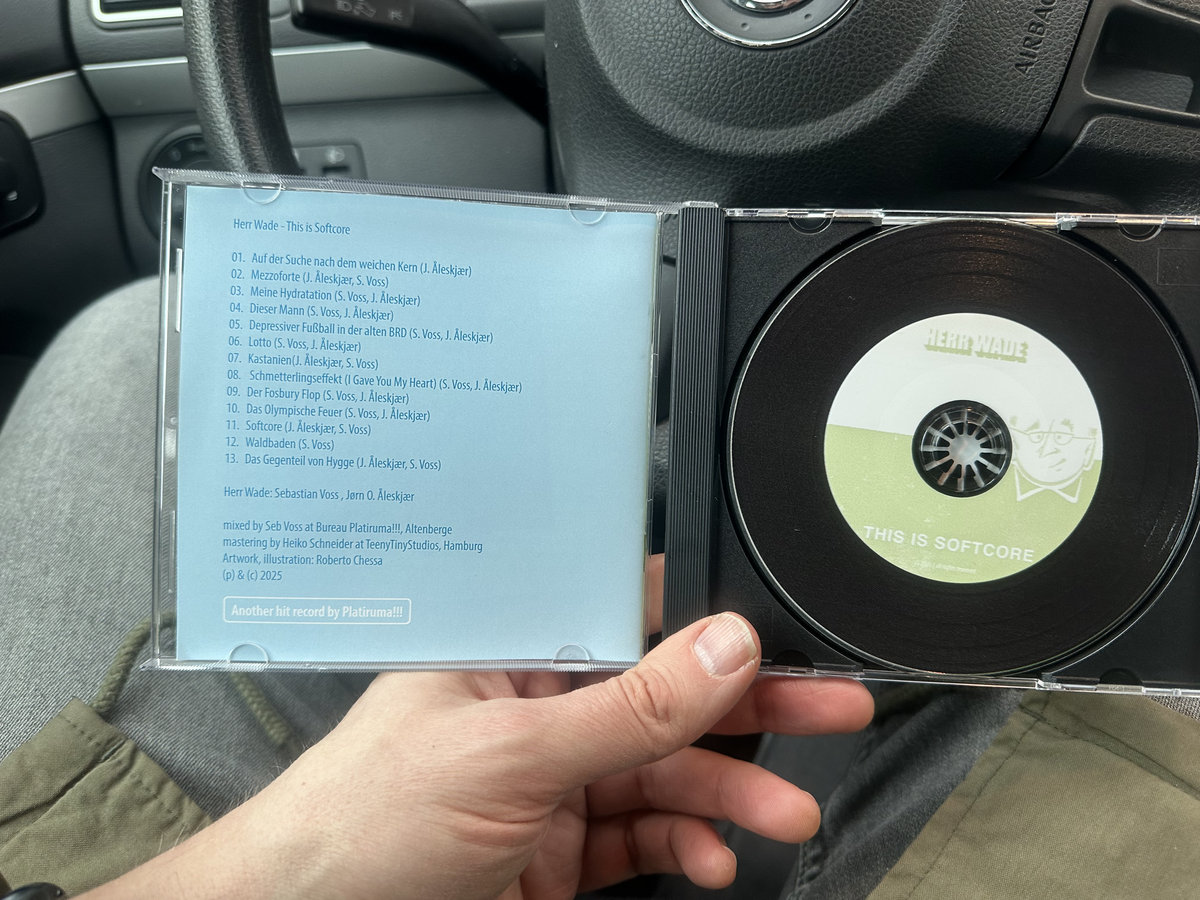 AIRBAG
Herr Wade - This is Softcore
01. Auf der Suche nach dem weichen Kern (J. Åleskjær)
02. Mezzoforte (J. Åleskjær, S. Voss)
03. Meine Hydratation (S. Voss, J. Åleskjær)
04. Dieser Mann (S. Voss, J. Åleskjær)
05. Depressiver Fußball in der alten BRD (S. Voss, J. Åleskjær)
06. Lotto (S. Voss, J. Åleskjær)
07. Kastanien(J. Åleskjær, S. Voss)
08. Schmetterlingseffekt (I Gave You My Heart) (S. Voss, J. Åleskjær)
09. Der Fosbury Flop (S. Voss, J. Åleskjær)
10. Das Olympische Feuer (S. Voss, J. Åleskjær)
11. Softcore (J. Åleskjær, S. Voss)
12. Waldbaden (S. Voss)
13. Das Gegenteil von Hygge (J. Åleskjær, S. Voss)
Herr Wade: Sebastian Voss , Jørn O. Åleskjær
mixed by Seb Voss at Bureau Platiruma!!!, Altenberge
mastering by Heiko Schneider at TeenyTinyStudios, Hamburg
Artwork, illustration: Roberto Chessa
(p) & (c) 2025
Another hit record by Platiruma!!!
HERR WADE
THIS IS SOFTCORE